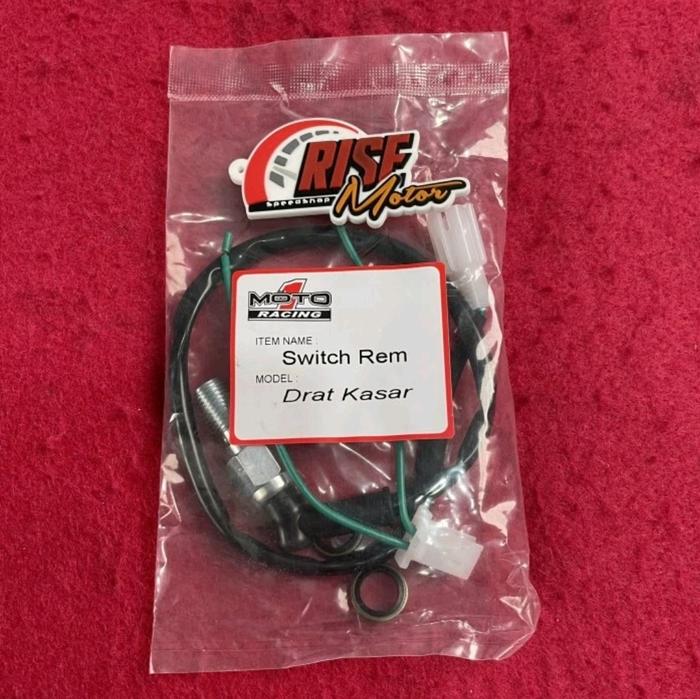 RISE
Motor
SPEEDSHOP
MOTO 1
RACING
ITEM NAME :
Switch Rem
MODEL :
Drat Kasar